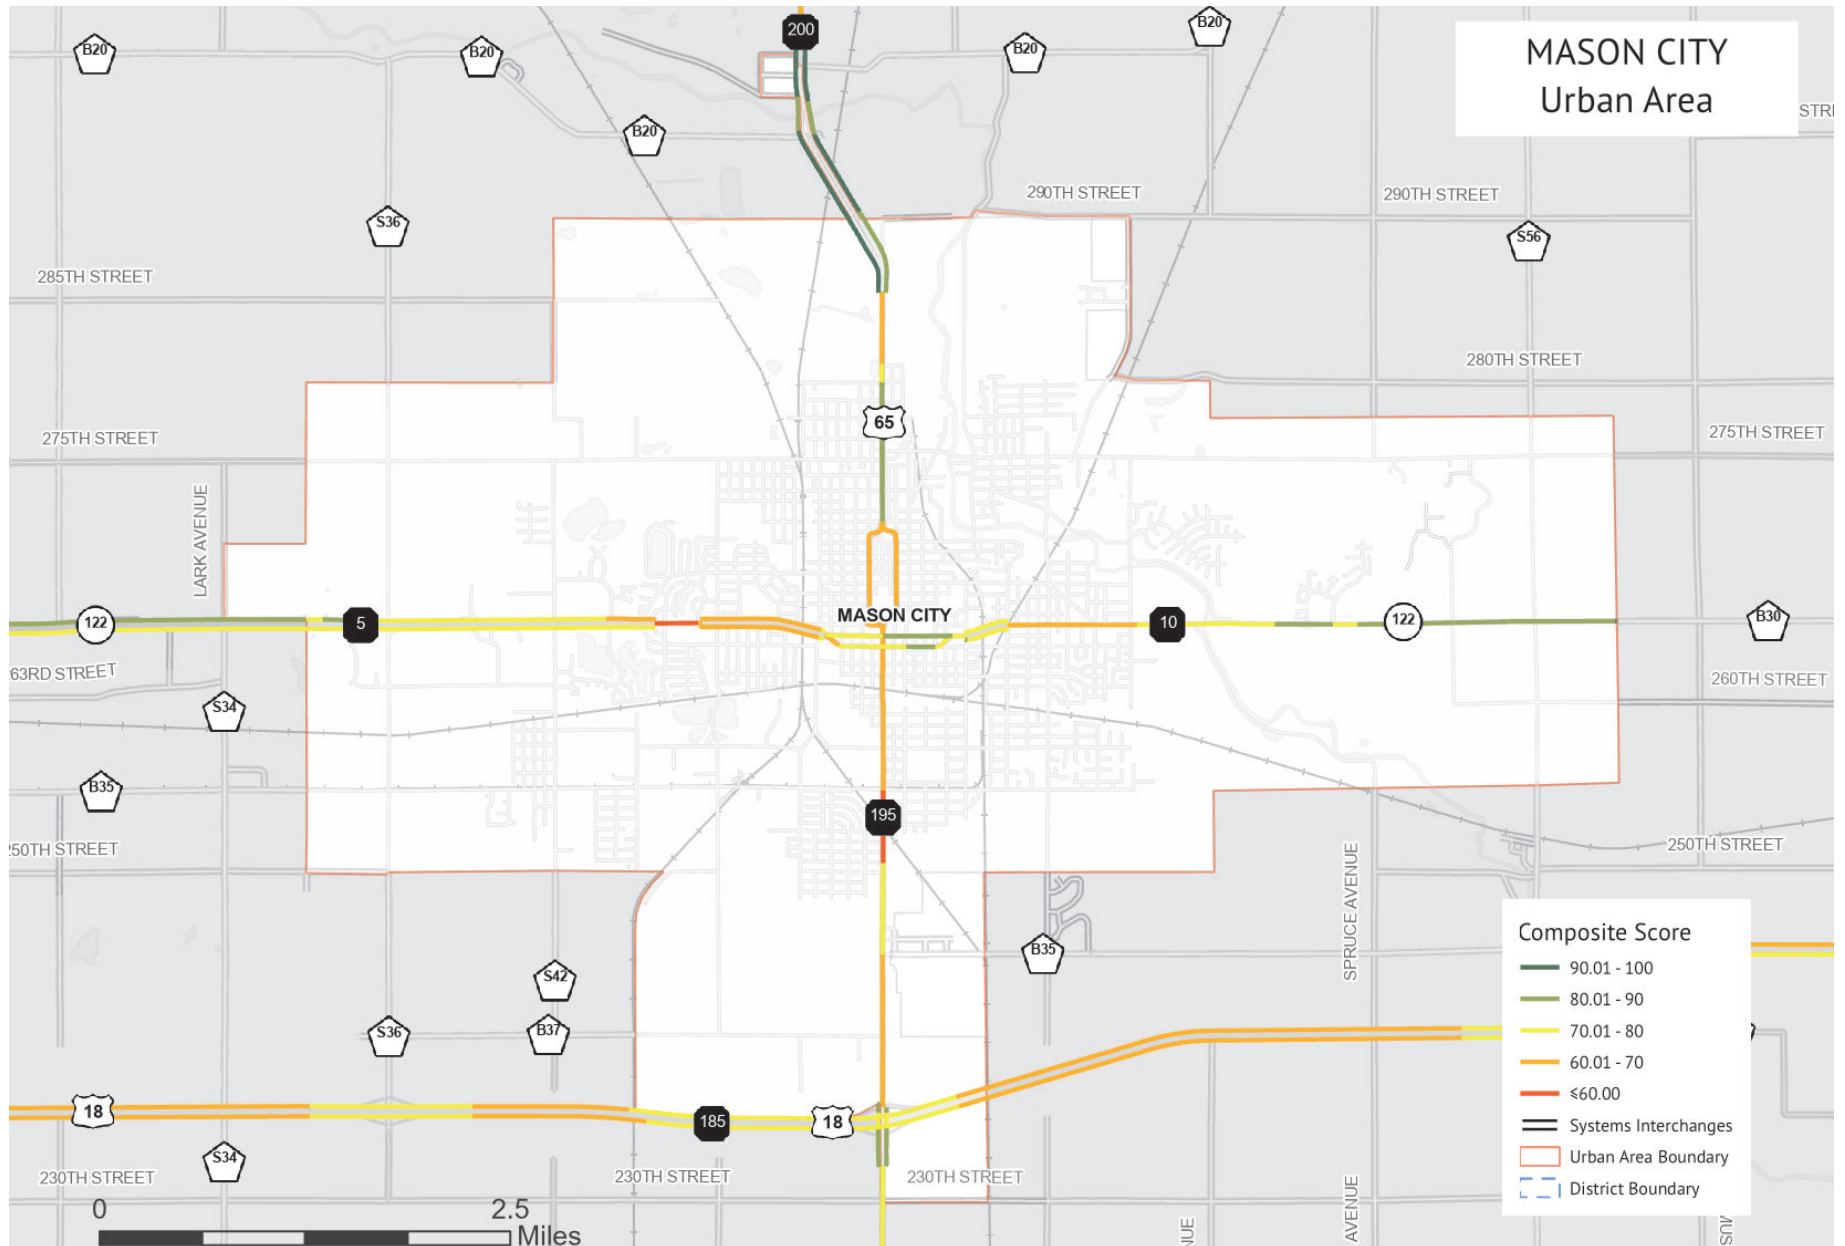 B20
B20
200
B20
B20
MASON CITY
Urban Area
B20
290TH STREET
290TH STREET
S36
S56
285TH STREET
280TH STREET
65
275TH STREET
275TH STREET
LARK AVENUE
MASON CITY
122
5
10
122
B30
263RD STREET
260TH STREET
S34
B35
195
250TH STREET
250TH STREET
SPRUCE AVENUE
B35
S42
S36
B37
18
185
18
S34
230TH STREET
230TH STREET
230TH STREET
AVENUE
0
2.5
Miles
Composite Score
90.01 - 100
80.01 - 90
70.01 - 80
60.01 - 70
≤60.00
Systems Interchanges
Urban Area Boundary
District Boundary